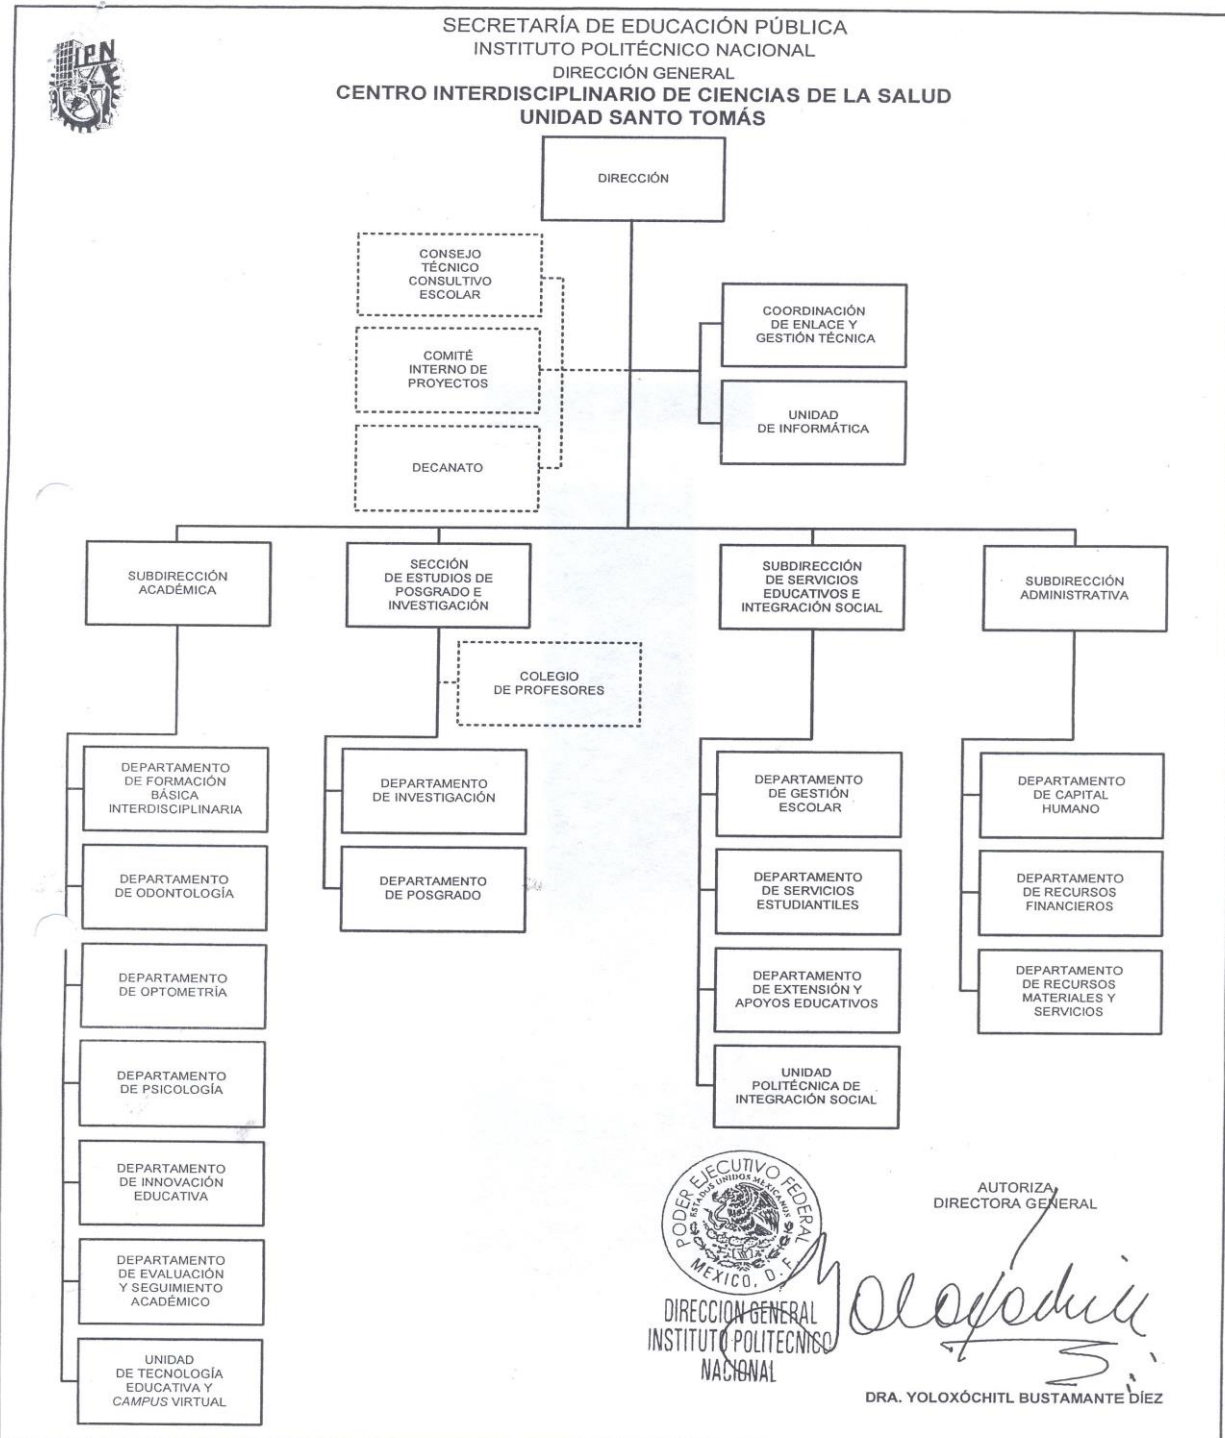 IPN
SECRETARÍA DE EDUCACIÓN PÚBLICA
INSTITUTO POLITÉCNICO NACIONAL
DIRECCIÓN GENERAL
CENTRO INTERDISCIPLINARIO DE CIENCIAS DE LA SALUD
UNIDAD SANTO TOMÁS
DIRECCIÓN
CONSEJO
TÉCNICO
CONSULTIVO
ESCOLAR
COMITÉ
INTERNO DE
PROYECTOS
DECANATO
COORDINACIÓN
DE ENLACE Y
GESTIÓN TÉCNICA
UNIDAD
DE INFORMÁTICA
SUBDIRECCIÓN
ACADÉMICA
SECCIÓN
DE ESTUDIOS DE
POSGRADO E
INVESTIGACIÓN
SUBDIRECCIÓN
DE SERVICIOS
EDUCATIVOS E
INTEGRACIÓN SOCIAL
SUBDIRECCIÓN
ADMINISTRATIVA
COLEGIO
DE PROFESORES
DEPARTAMENTO
DE FORMACIÓN
BÁSICA
INTERDISCIPLINARIA
DEPARTAMENTO
DE ODONTOLOGÍA
DEPARTAMENTO
DE OPTOMETRÍA
DEPARTAMENTO
DE PSICOLOGÍA
DEPARTAMENTO
DE INNOVACIÓN
EDUCATIVA
DEPARTAMENTO
DE EVALUACIÓN
Y SEGUIMIENTO
ACADÉMICO
UNIDAD
DE TECNOLOGÍA
EDUCATIVA Y
CAMPUS VIRTUAL
DEPARTAMENTO
DE INVESTIGACIÓN
DEPARTAMENTO
DE POSGRADO
DEPARTAMENTO
DE GESTIÓN
ESCOLAR
DEPARTAMENTO
DE SERVICIOS
ESTUDIANTILES
DEPARTAMENTO
DE EXTENSIÓN Y
APOYOS EDUCATIVOS
UNIDAD
POLITÉCNICA DE
INTEGRACIÓN SOCIAL
DEPARTAMENTO
DE CAPITAL
HUMANO
DEPARTAMENTO
DE RECURSOS
FINANCIEROS
DEPARTAMENTO
DE RECURSOS
MATERIALES Y
SERVICIOS
PODER EJECUTIVO FEDERAL
ESTADOS UNIDOS MEXICANOS
MEXICO, D. F.
DIRECCION GENERAL
INSTITUTO POLITECNICO
NACIONAL
AUTORIZA
DIRECTORA GENERAL
Yoloxóchitl
DRA. YOLOXÓCHITL BUSTAMANTE DÍEZ